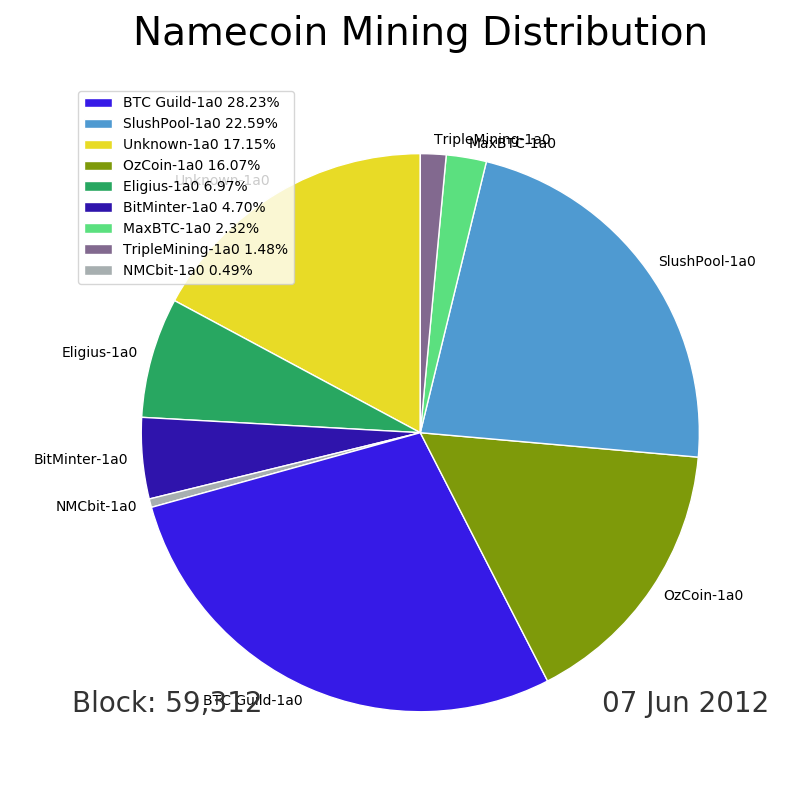 Namecoin Mining Distribution
BTC Guild-1a0 28.23%
SlushPool-1a0 22.59%
Unknown-1a0 17.15%
OzCoin-1a0 16.07%
Eligius-1a0 6.97%
BitMinter-1a0 4.70%
MaxBTC-1a0 2.32%
TripleMining-1a0 1.48%
NMCbit-1a0 0.49%
TripleMining-1a0
MaxBTC-1a0
Unknown-1a0
SlushPool-1a0
Eligius-1a0
BitMinter-1a0
NMCbit-1a0
OzCoin-1a0
BTC Guild-1a0
Block: 59,312
07 Jun 2012